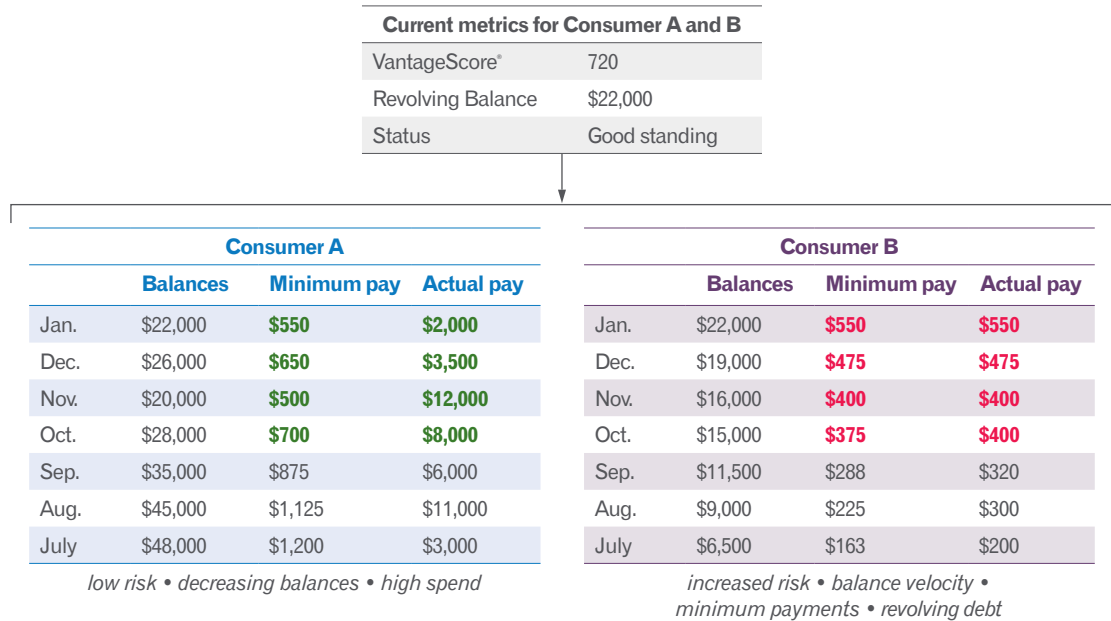 Current metrics for Consumer A and B
VantageScore® 720
Revolving Balance $22,000
Status Good standing
Consumer A
Balances Minimum pay Actual pay
Jan. $22,000 $550 $2,000
Dec. $26,000 $650 $3,500
Nov. $20,000 $500 $12,000
Oct. $28,000 $700 $8,000
Sep. $35,000 $875 $6,000
Aug. $45,000 $1,125 $11,000
July $48,000 $1,200 $3,000
low risk • decreasing balances • high spend
Consumer B
Balances Minimum pay Actual pay
Jan. $22,000 $550 $550
Dec. $19,000 $475 $475
Nov. $16,000 $400 $400
Oct. $15,000 $375 $400
Sep. $11,500 $288 $320
Aug. $9,000 $225 $300
July $6,500 $163 $200
increased risk • balance velocity •
minimum payments • revolving debt